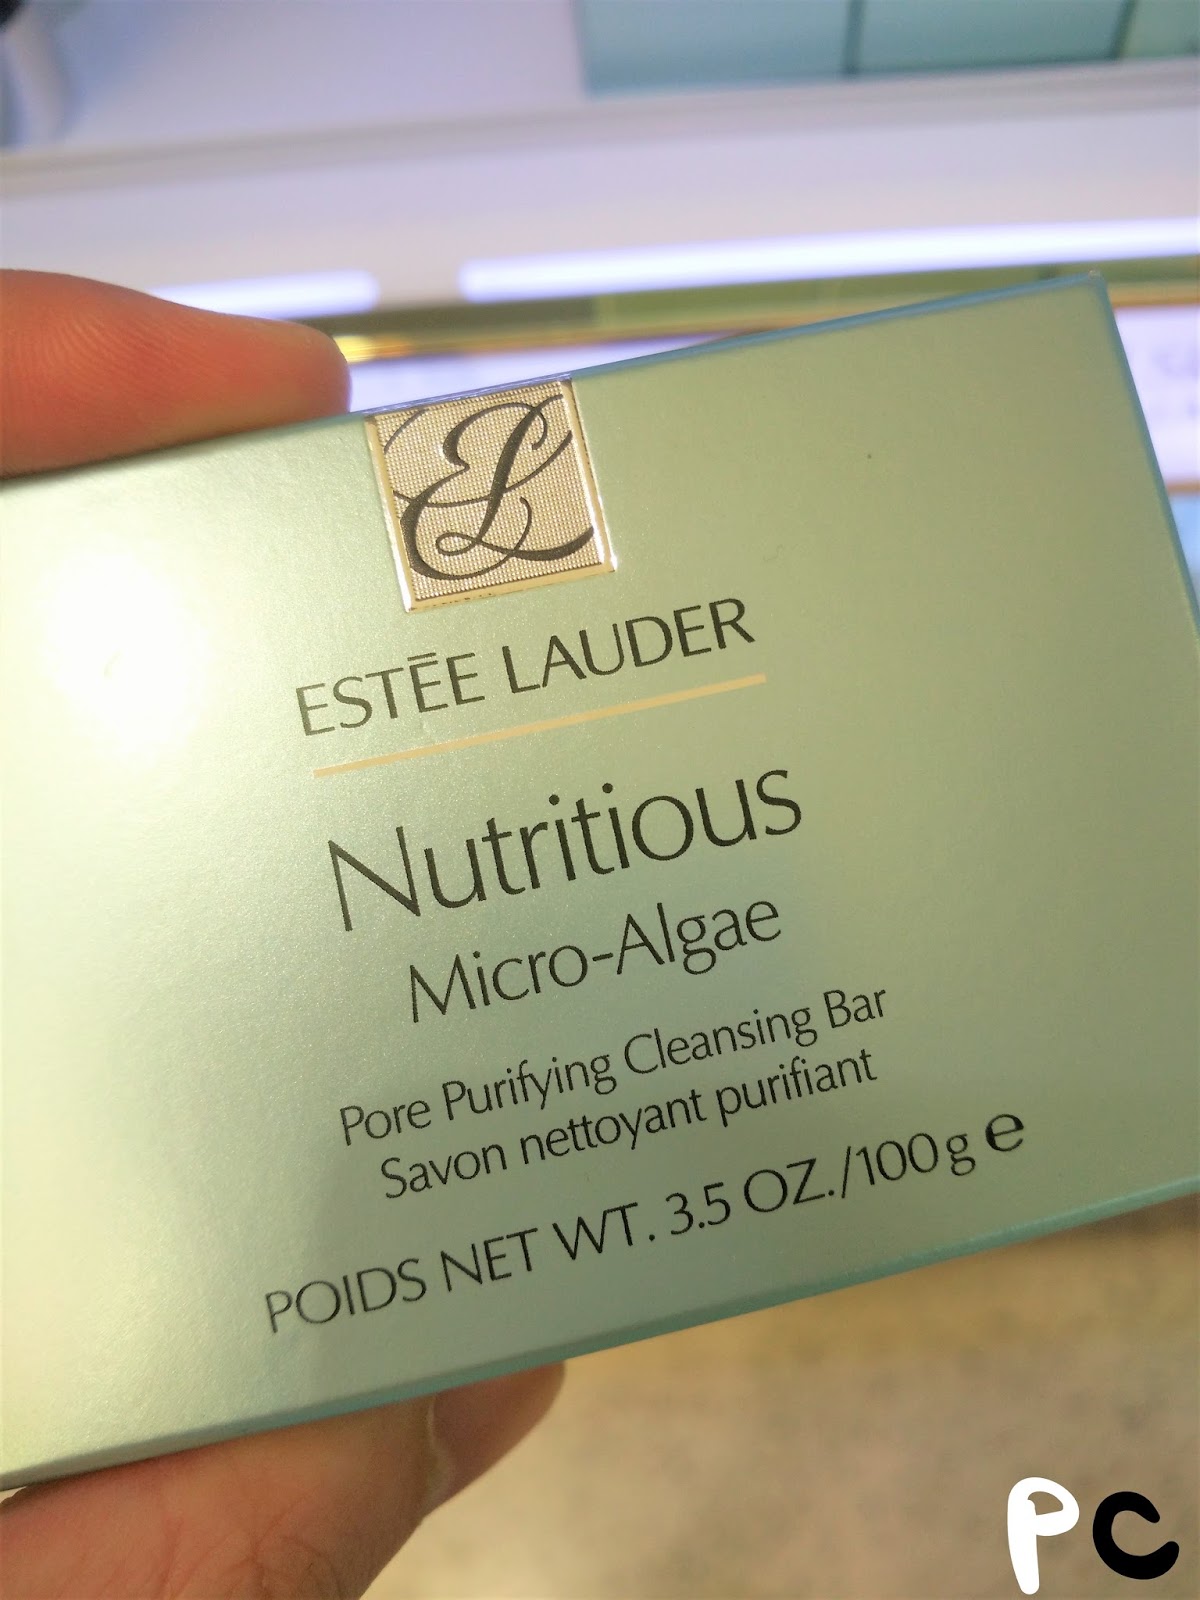 EL
ESTĒE LAUDER
Nutritious
Micro-Algae
Pore Purifying Cleansing Bar
Savon nettoyant purifiant
POIDS NET WT. 3.5 OZ./100g e
PC